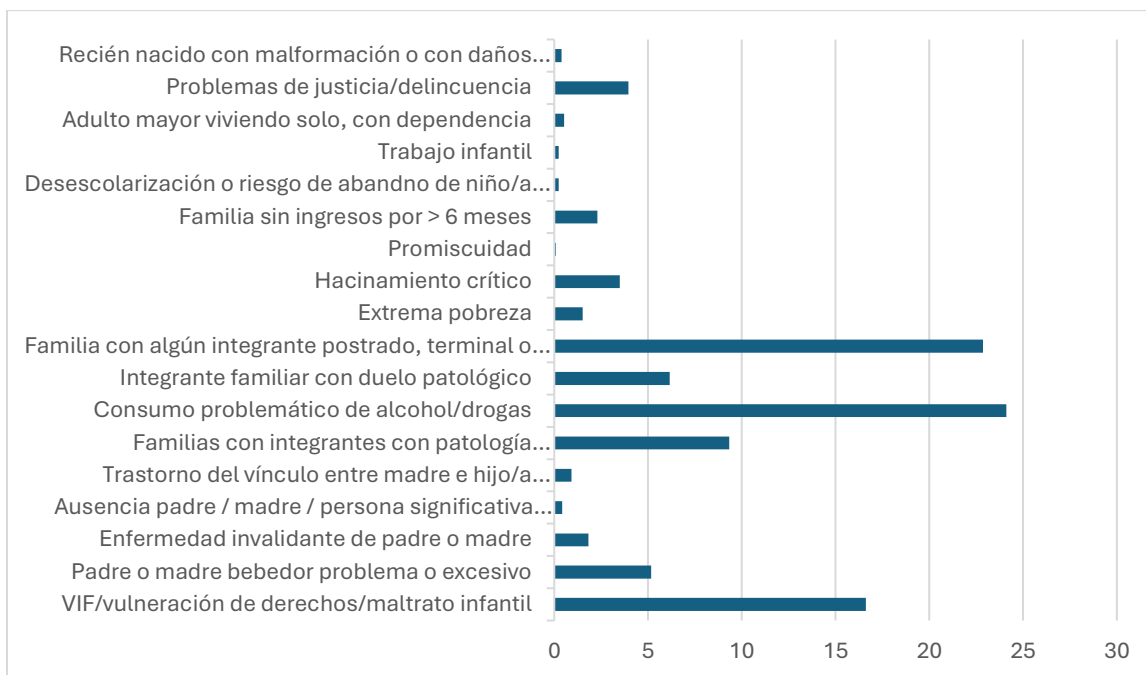 Recién nacido con malformación o con daños...
Problemas de justicia/delincuencia
Adulto mayor viviendo solo, con dependencia
Trabajo infantil
Desescolarización o riesgo de abandno de niño/a...
Familia sin ingresos por > 6 meses
Promiscuidad
Hacinamiento crítico
Extrema pobreza
Familia con algún integrante postrado, terminal o...
Integrante familiar con duelo patológico
Consumo problemático de alcohol/drogas
Familias con integrantes con patología...
Trastorno del vínculo entre madre e hijo/a...
Ausencia padre / madre / persona significativa...
Enfermedad invalidante de padre o madre
Padre o madre bebedor problema o excesivo
VIF/vulneración de derechos/maltrato infantil
0 5 10 15 20 25 30